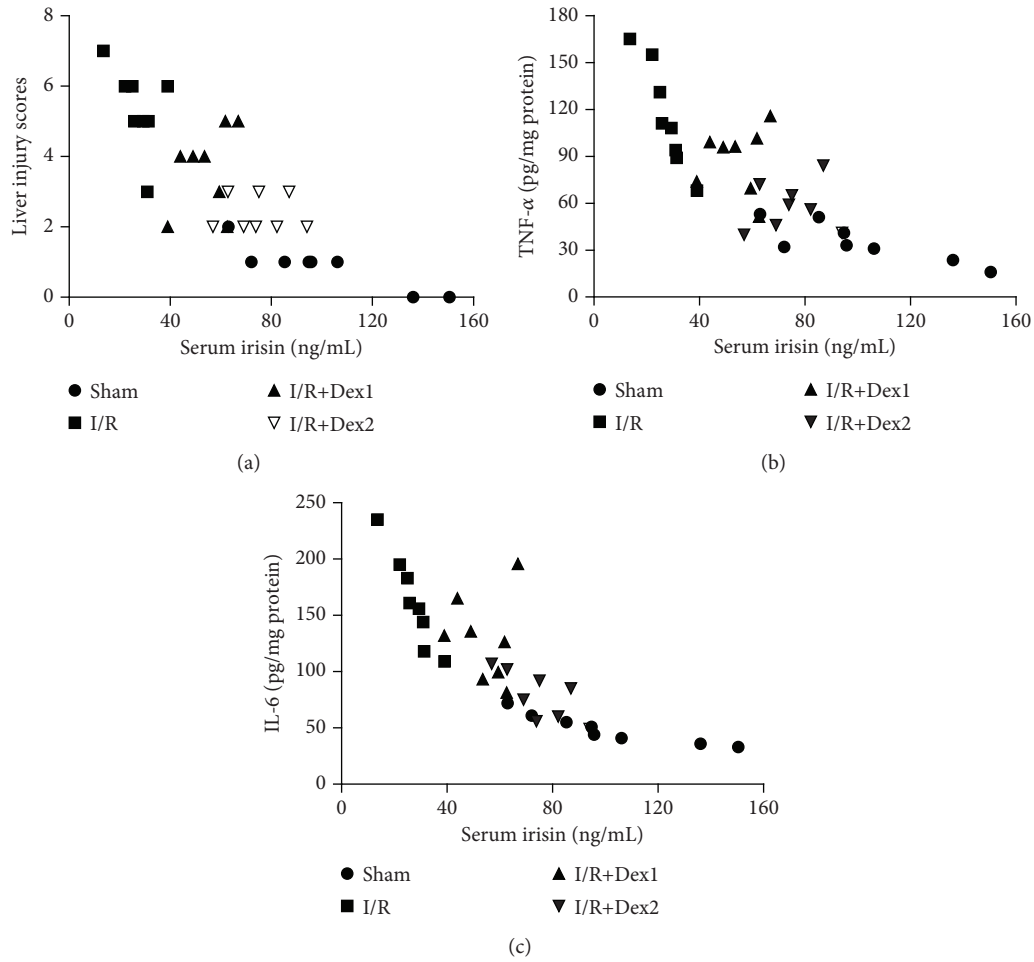 8
6
4
2
0
Liver injury scores
0 40 80 120 160
Serum irisin (ng/mL)
Sham I/R+Dex1
I/R I/R+Dex2
(a)
180
150
120
90
60
30
0
TNF-α (pg/mg protein)
0 40 80 120 160
Serum irisin (ng/mL)
Sham I/R+Dex1
I/R I/R+Dex2
(b)
250
200
150
100
50
0
IL-6 (pg/mg protein)
0 40 80 120 160
Serum irisin (ng/mL)
Sham I/R+Dex1
I/R I/R+Dex2
(c)